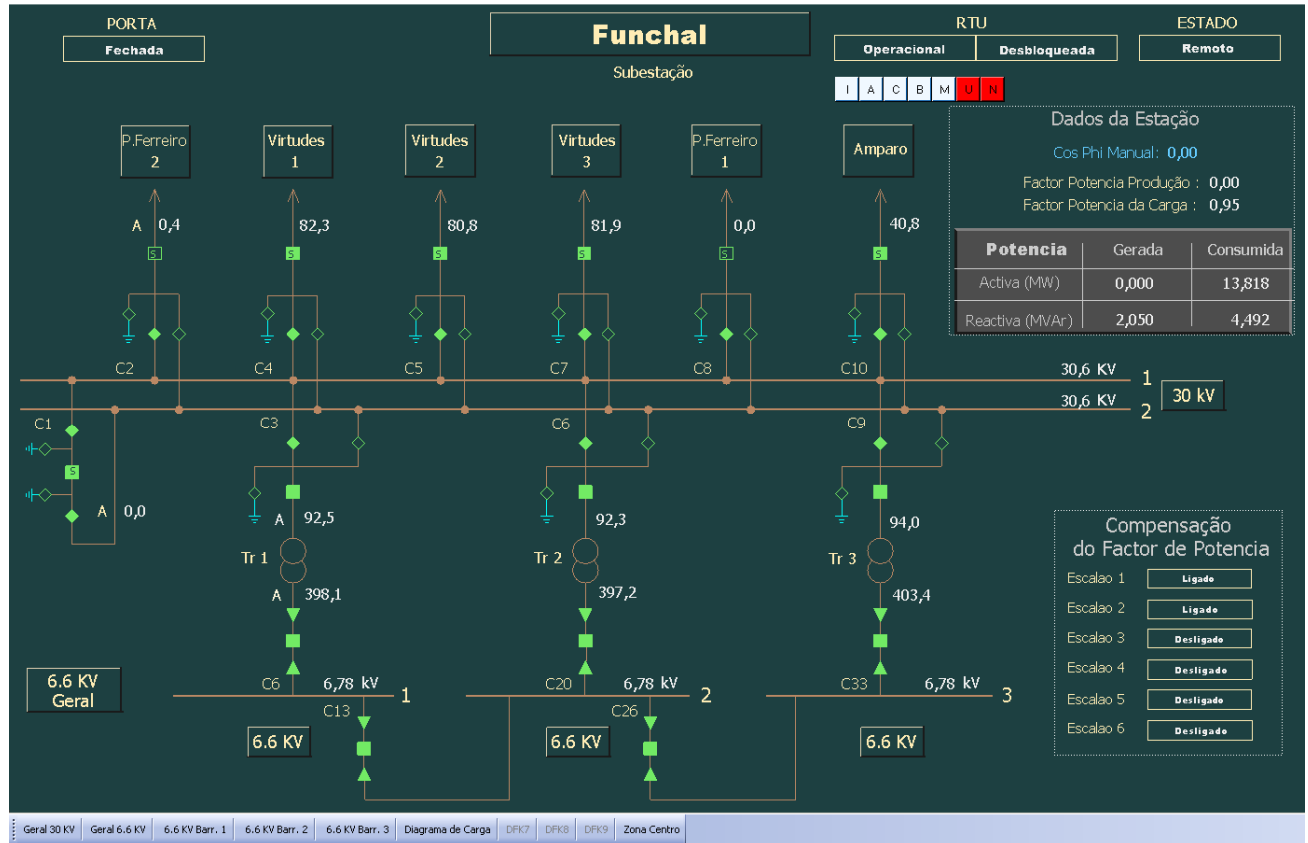 PORTA
Fechada
Funchal
Subestação
RTU
Operacional Desbloqueada
ESTADO
Remoto
I A C B M U N
Dados da Estação
Cos Phi Manual: 0,00
Factor Potencia Produção : 0,00
Factor Potencia da Carga : 0,95
Potencia Gerada Consumida
Activa (MW) 0,000 13,818
Reactiva (MVAr) 2,050 4,492
P.Ferreiro
2
Virtudes
1
Virtudes
2
Virtudes
3
P.Ferreiro
1
Amparo
A 0,4 82,3 80,8 81,9 0,0 40,8
S S S S S S
C2 C4 C5 C7 C8 C10
30,6 KV 1
30,6 KV 2
30 kV
C1 C3 C6 C9
S
A 0,0
A 92,5 92,3 94,0
Tr 1 Tr 2 Tr 3
A 398,1 397,2 403,4
6.6 KV
Geral
C6 6,78 kV 1
C20 6,78 kV 2
C33 6,78 kV 3
C13 C26
6.6 KV 6.6 KV 6.6 KV
Compensação
do Factor de Potencia
Escalao 1 Ligado
Escalao 2 Ligado
Escalao 3 Desligado
Escalao 4 Desligado
Escalao 5 Desligado
Escalao 6 Desligado
Geral 30 KV Geral 6.6 KV 6.6 KV Barr. 1 6.6 KV Barr. 2 6.6 KV Barr. 3 Diagrama de Carga DFK7 DFK8 DFK9 Zona Centro